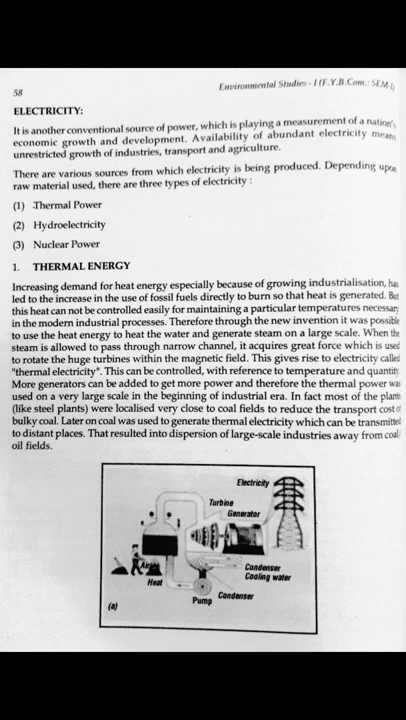 58
Environmental Studies - I (F.Y.B.Com.: SEM-I)
ELECTRICITY:
It is another conventional source of power, which is playing a measurement of a nation's
economic growth and development. Availability of abundant electricity means
unrestricted growth of industries, transport and agriculture.
There are various sources from which electricity is being produced. Depending upon
raw material used, there are three types of electricity :
(1) Thermal Power
(2) Hydroelectricity
(3) Nuclear Power
1. THERMAL ENERGY
Increasing demand for heat energy especially because of growing industrialisation, has
led to the increase in the use of fossil fuels directly to burn so that heat is generated. But
this heat can not be controlled easily for maintaining a particular temperatures necessary
in the modern industrial processes. Therefore through the new invention it was possible
to use the heat energy to heat the water and generate steam on a large scale. When the
steam is allowed to pass through narrow channel, it acquires great force which is used
to rotate the huge turbines within the magnetic field. This gives rise to electricity called
"thermal electricity". This can be controlled, with reference to temperature and quantity.
More generators can be added to get more power and therefore the thermal power was
used on a very large scale in the beginning of industrial era. In fact most of the plants
(like steel plants) were localised very close to coal fields to reduce the transport cost of
bulky coal. Later on coal was used to generate thermal electricity which can be transmitted
to distant places. That resulted into dispersion of large-scale industries away from coal/
oil fields.
Electricity
Turbine
Generator
Air
Heat
Condenser
Cooling water
Condenser
Pump
(a)